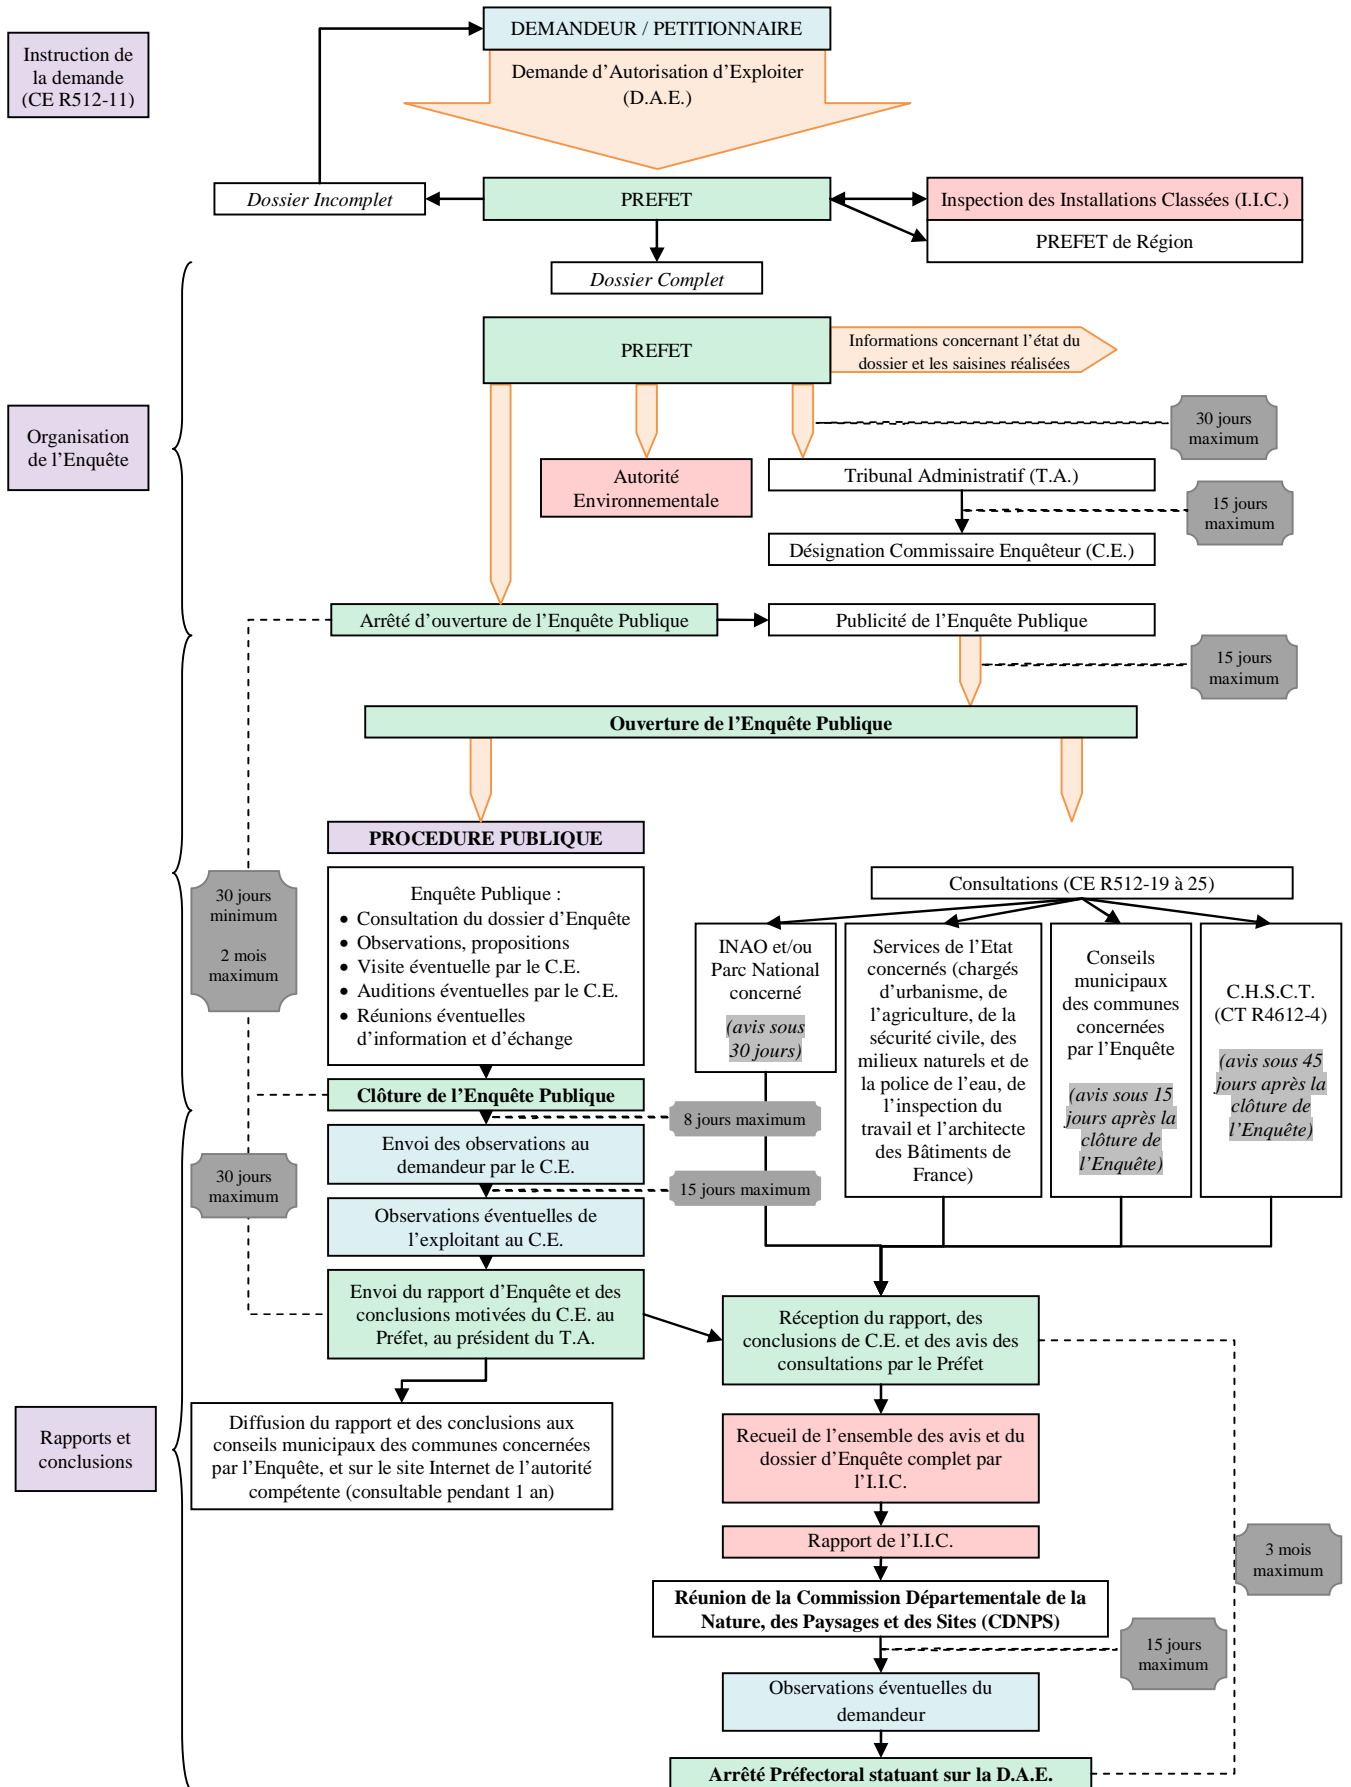 DEMANDEUR / PETITIONNAIRE
Instruction de
la demande
(CE R512-11)
Demande d’Autorisation d’Exploiter
(D.A.E.)
Dossier Incomplet
PREFET
Inspection des Installations Classées (I.I.C.)
PREFET de Région
Dossier Complet
PREFET
Informations concernant l’état du
dossier et les saisines réalisées
30 jours
maximum
Organisation
de l’Enquête
Autorité
Environnementale
Tribunal Administratif (T.A.)
15 jours
maximum
Désignation Commissaire Enquêteur (C.E.)
Arrêté d’ouverture de l’Enquête Publique
Publicité de l’Enquête Publique
15 jours
maximum
Ouverture de l’Enquête Publique
PROCEDURE PUBLIQUE
30 jours
minimum
2 mois
maximum
Enquête Publique :
• Consultation du dossier d’Enquête
• Observations, propositions
• Visite éventuelle par le C.E.
• Auditions éventuelles par le C.E.
• Réunions éventuelles
d’information et d’échange
Consultations (CE R512-19 à 25)
INAO et/ou
Parc National
concerné
(avis sous
30 jours)
Services de l’Etat
concernés (chargés
d’urbanisme, de
l’agriculture, de la
sécurité civile, des
milieux naturels et de
la police de l’eau, de
l’inspection du
travail et l’architecte
des Bâtiments de
France)
Conseils
municipaux
des communes
concernées
par l’Enquête
(avis sous 15
jours après la
clôture de
l’Enquête)
C.H.S.C.T.
(CT R4612-4)
(avis sous 45
jours après la
clôture de
l’Enquête)
Clôture de l’Enquête Publique
8 jours maximum
Envoi des observations au
demandeur par le C.E.
30 jours
maximum
15 jours maximum
Observations éventuelles de
l’exploitant au C.E.
Envoi du rapport d’Enquête et des
conclusions motivées du C.E. au
Préfet, au président du T.A.
Réception du rapport, des
conclusions de C.E. et des avis des
consultations par le Préfet
Rapports et
conclusions
Diffusion du rapport et des conclusions aux
conseils municipaux des communes concernées
par l’Enquête, et sur le site Internet de l’autorité
compétente (consultable pendant 1 an)
Recueil de l’ensemble des avis et du
dossier d’Enquête complet par
l’I.I.C.
Rapport de l’I.I.C.
3 mois
maximum
Réunion de la Commission Départementale de la
Nature, des Paysages et des Sites (CDNPS)
15 jours
maximum
Observations éventuelles du
demandeur
Arrêté Préfectoral statuant sur la D.A.E.